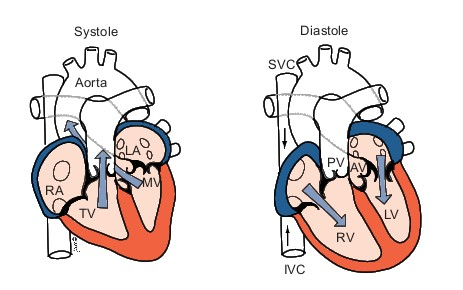 Systole
Aorta
LA
RA
MV
TV
Diastole
SVC
PV
AV
LV
RV
IVC